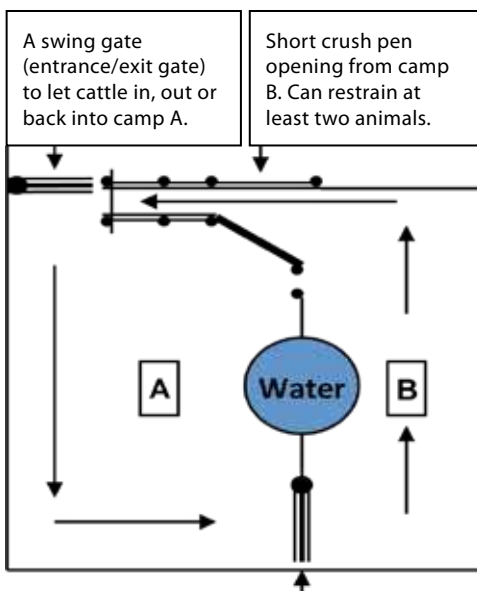 A swing gate
(entrance/exit gate)
to let cattle in, out or
back into camp A.
Short crush pen
opening from camp
B. Can restrain at
least two animals.
A
Water
B